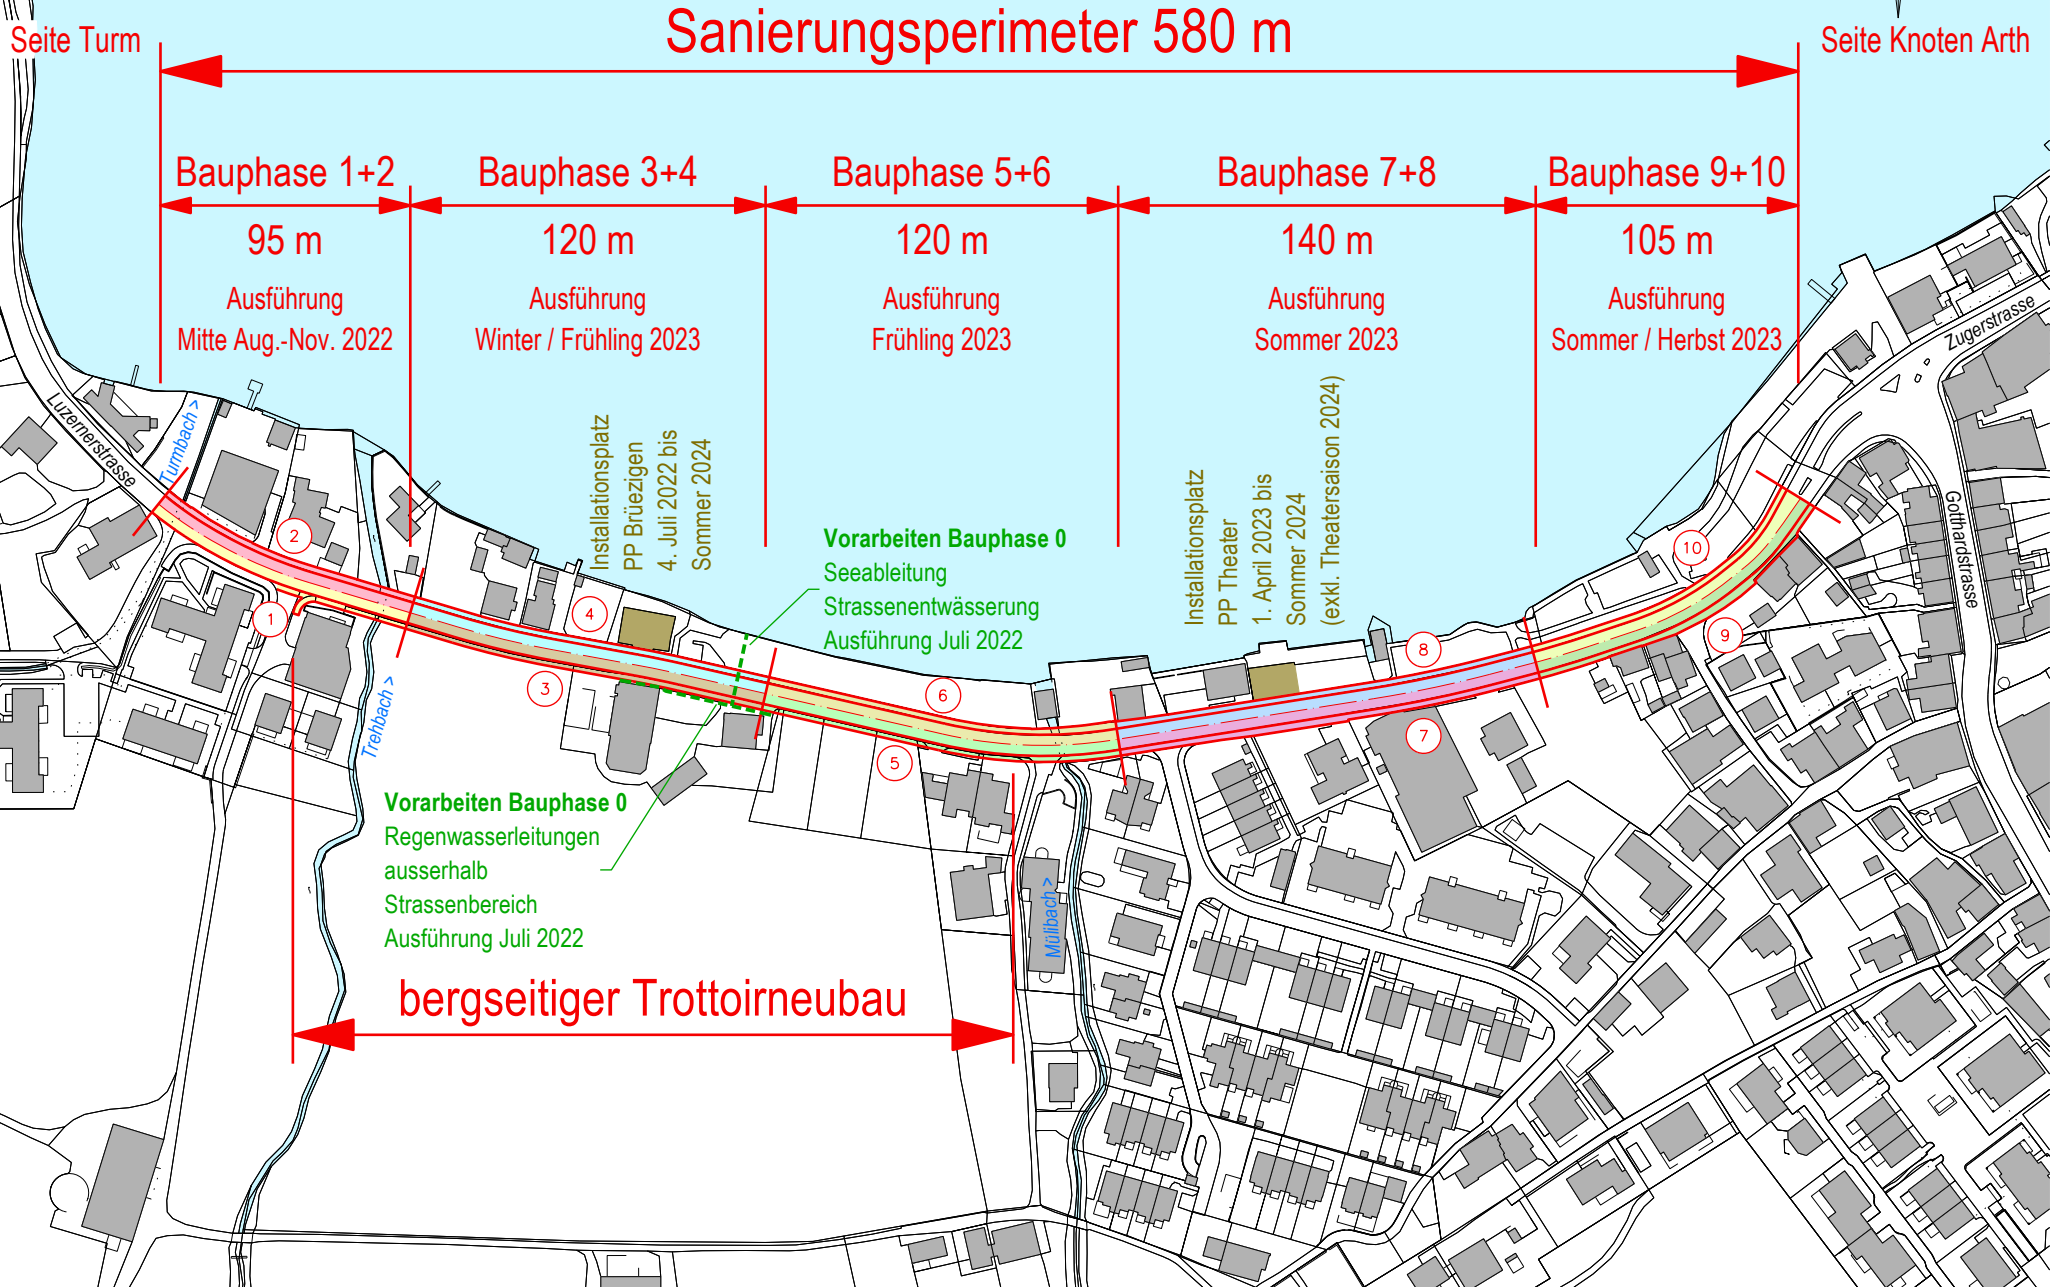 Sanierungsperimeter 580 m
Seite Turm
Seite Knoten Arth
Bauphase 1+2
95 m
Ausführung
Mitte Aug.-Nov. 2022
Bauphase 3+4
120 m
Ausführung
Winter / Frühling 2023
Bauphase 5+6
120 m
Ausführung
Frühling 2023
Bauphase 7+8
140 m
Ausführung
Sommer 2023
Bauphase 9+10
105 m
Ausführung
Sommer / Herbst 2023
Luzernerstrasse
Turmbach >
Zugerstrasse
Gotthardstrasse
Installationsplatz
PP Brüezigen
4. Juli 2022 bis
Sommer 2024
Installationsplatz
PP Theater
1. April 2023 bis
Sommer 2024
(exkl. Theatersaison 2024)
Vorarbeiten Bauphase 0
Seeableitung
Strassenentwässerung
Ausführung Juli 2022
2
1
4
3
6
5
8
7
10
9
Trehbach >
Vorarbeiten Bauphase 0
Regenwasserleitungen
ausserhalb
Strassenbereich
Ausführung Juli 2022
Mülibach >
bergseitiger Trottoirneubau